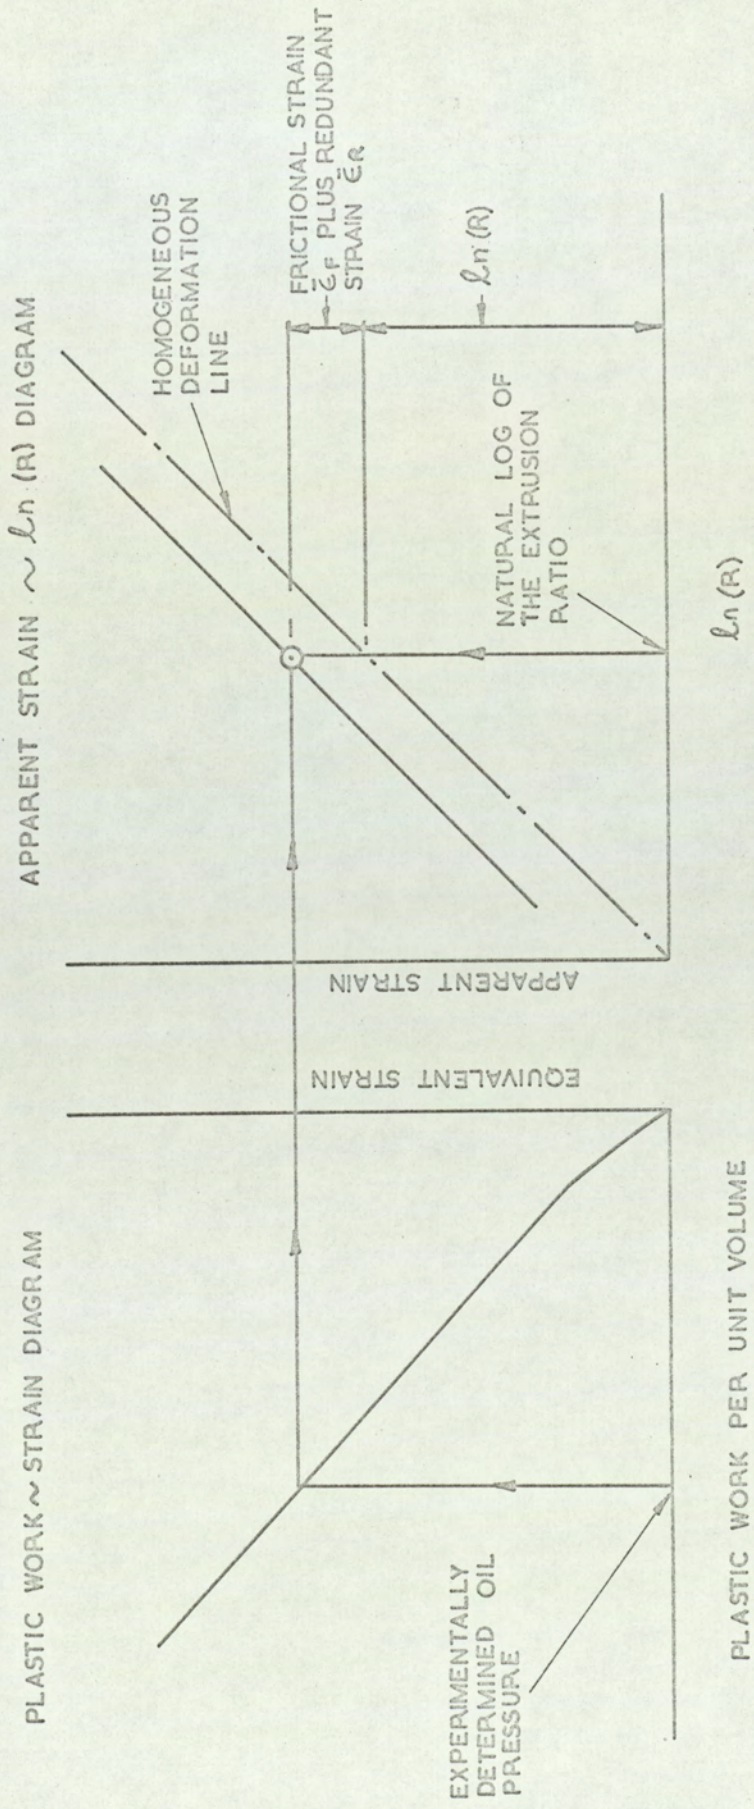 PLASTIC WORK ~ STRAIN DIAGRAM
EXPERIMENTALLY
DETERMINED OIL
PRESSURE
EQUIVALENT STRAIN
PLASTIC WORK PER UNIT VOLUME
APPARENT STRAIN ~ ln (R) DIAGRAM
HOMOGENEOUS
DEFORMATION
LINE
FRICTIONAL STRAIN
ε̄F PLUS REDUNDANT
STRAIN ε̄R
ln (R)
NATURAL LOG OF
THE EXTRUSION
RATIO
APPARENT STRAIN
ln (R)